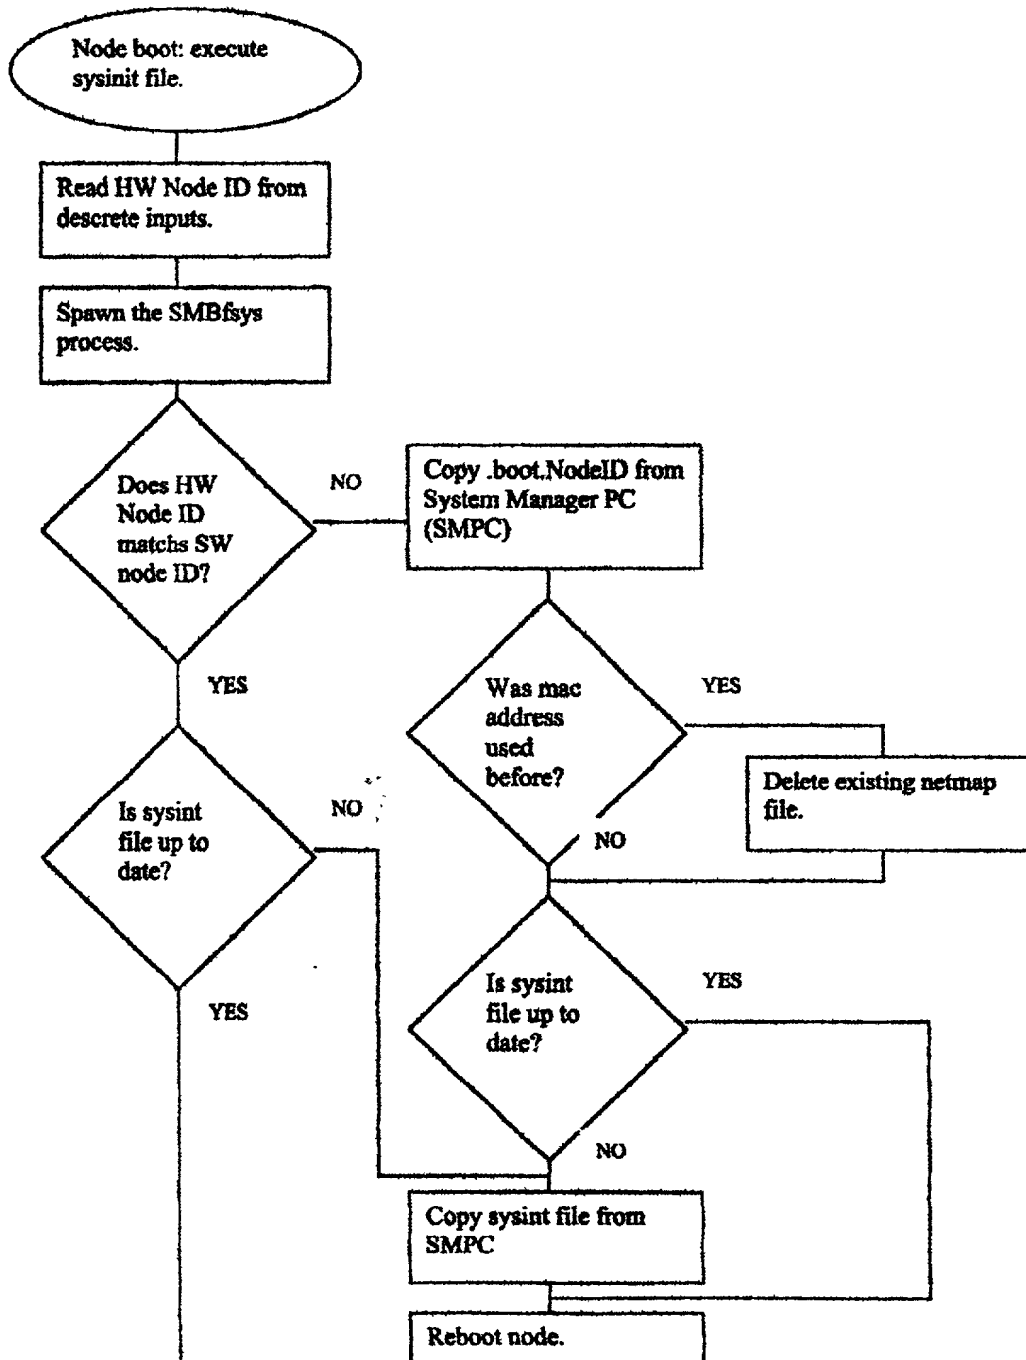 Node boot: execute
sysinit file.
Read HW Node ID from
descrete inputs.
Spawn the SMBfsys
process.
Does HW
Node ID
matchs SW
node ID?
NO
Copy .boot.NodeID from
System Manager PC
(SMPC)
YES
Was mac
address
used
before?
YES
Delete existing netmap
file.
NO
Is sysint
file up to
date?
NO
YES
Is sysint
file up to
date?
YES
NO
Copy sysint file from
SMPC
Reboot node.